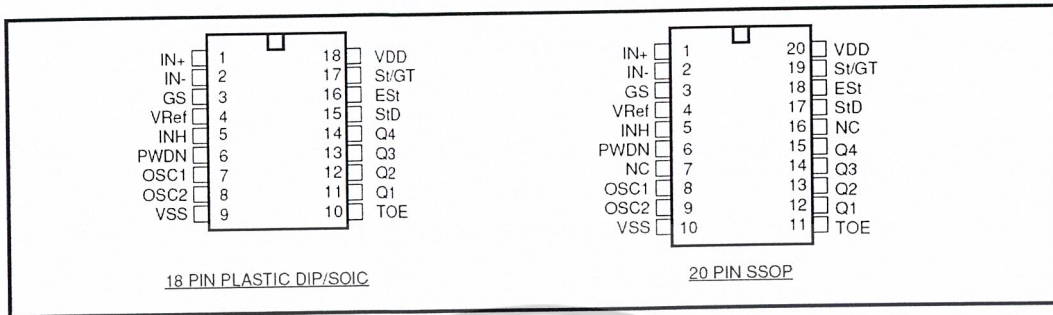 IN+ 1 18 VDD
IN- 2 17 St/GT
GS 3 16 ESt
VRef 4 15 StD
INH 5 14 Q4
PWDN 6 13 Q3
OSC1 7 12 Q2
OSC2 8 11 Q1
VSS 9 10 TOE
18 PIN PLASTIC DIP/SOIC
IN+ 1 20 VDD
IN- 2 19 St/GT
GS 3 18 ESt
VRef 4 17 StD
INH 5 16 NC
PWDN 6 15 Q4
NC 7 14 Q3
OSC1 8 13 Q2
OSC2 9 12 Q1
VSS 10 11 TOE
20 PIN SSOP